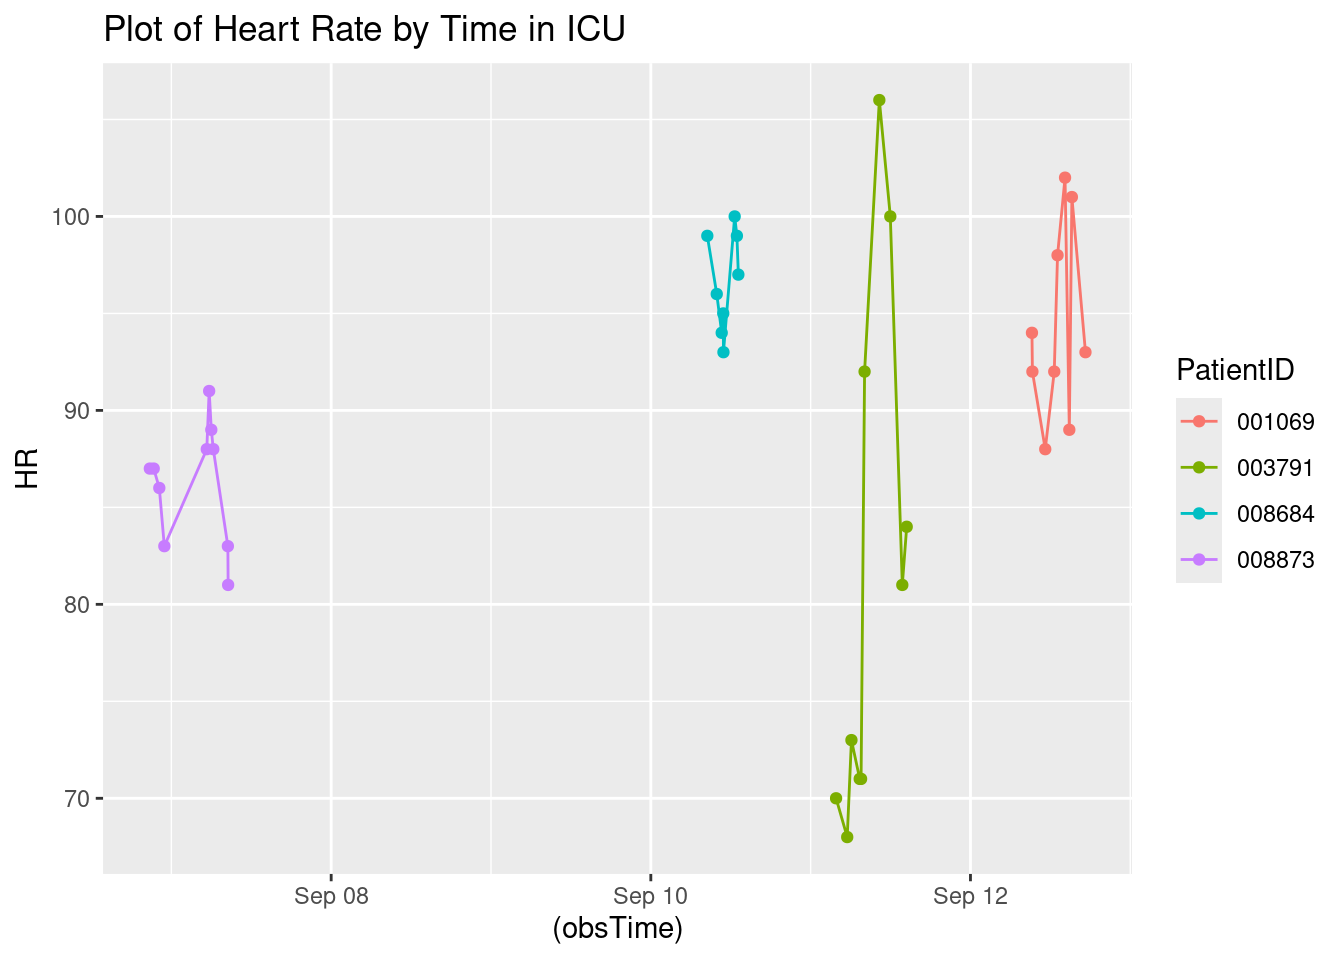 Plot of Heart Rate by Time in ICU
100
90
80
70
HR
Sep 08
Sep 10
Sep 12
(obsTime)
PatientID
001069
003791
008684
008873